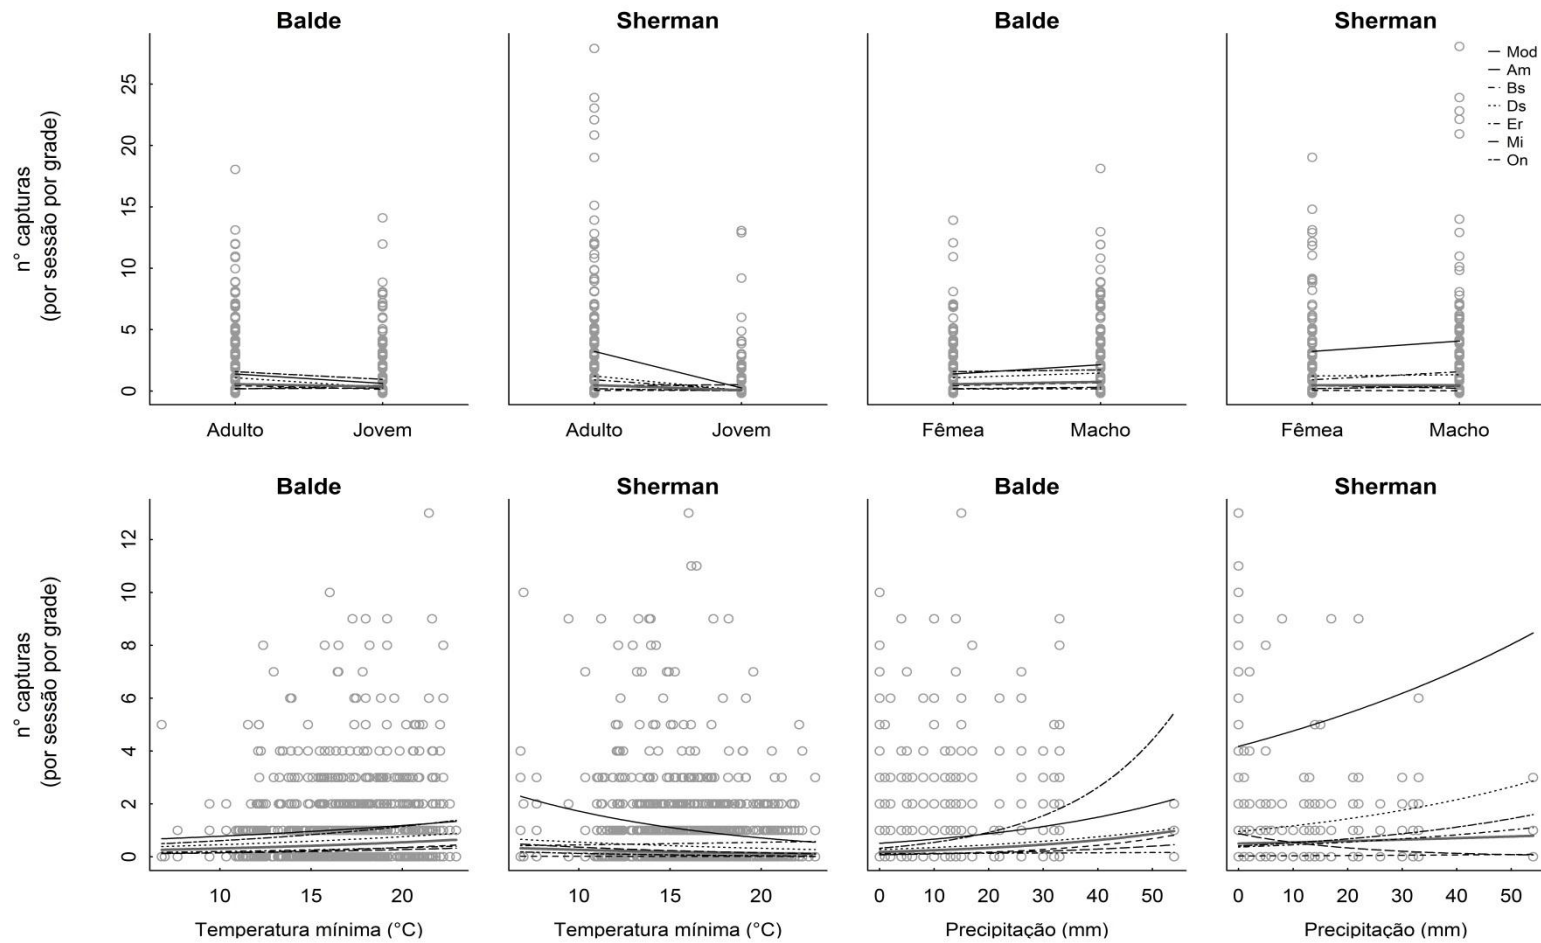 Balde
Sherman
Balde
Sherman
n° capturas
(por sessão por grade)
0 5 10 15 20 25
Mod
Am
Bs
Ds
Er
Mi
On
Adulto Jovem
Adulto Jovem
Fêmea Macho
Fêmea Macho
Balde
Sherman
Balde
Sherman
n° capturas
(por sessão por grade)
0 2 4 6 8 10 12
10 15 20
10 15 20
0 10 20 30 40 50
0 10 20 30 40 50
Temperatura mínima (°C)
Temperatura mínima (°C)
Precipitação (mm)
Precipitação (mm)